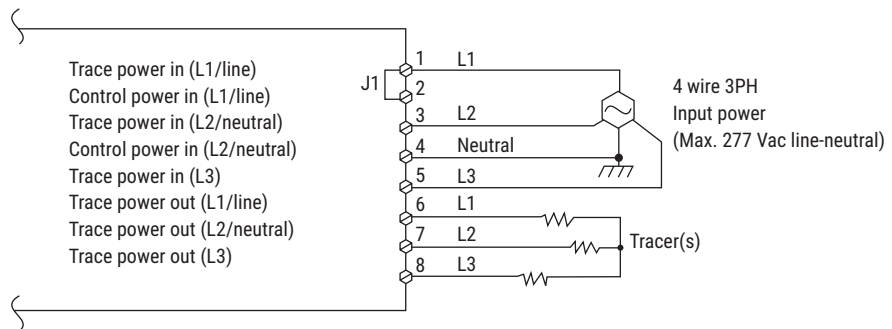 Trace power in (L1/line)
Control power in (L1/line)
Trace power in (L2/neutral)
Control power in (L2/neutral)
Trace power in (L3)
Trace power out (L1/line)
Trace power out (L2/neutral)
Trace power out (L3)
J1
1 L1
2
3 L2
4 Neutral
5 L3
6 L1
7 L2
8 L3
4 wire 3PH
Input power
(Max. 277 Vac line-neutral)
Tracer(s)